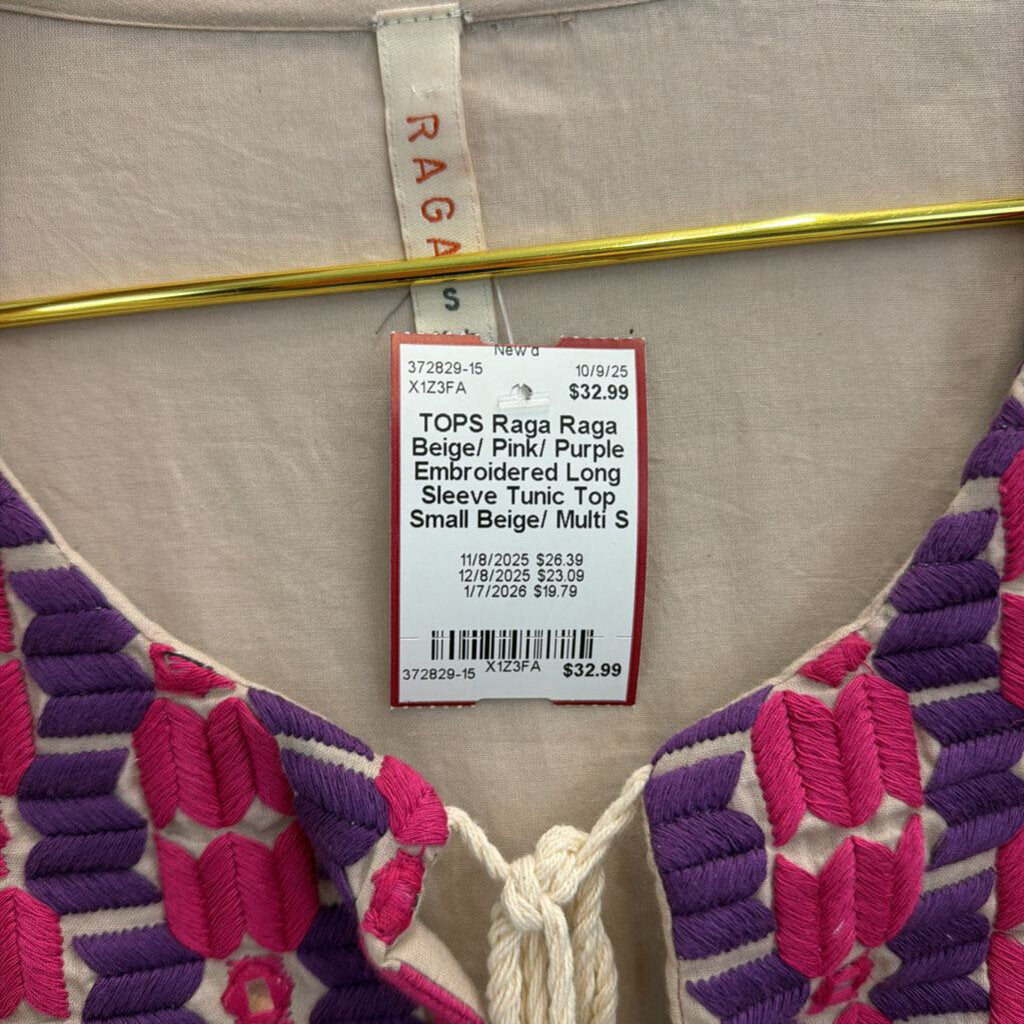 RAGA
S
New'd
372829-15
10/9/25
X1Z3FA
$32.99
TOPS Raga Raga
Beige/ Pink/ Purple
Embroidered Long
Sleeve Tunic Top
Small Beige/ Multi S
11/8/2025 $26.39
12/8/2025 $23.09
1/7/2026 $19.79
372829-15
X1Z3FA
$32.99